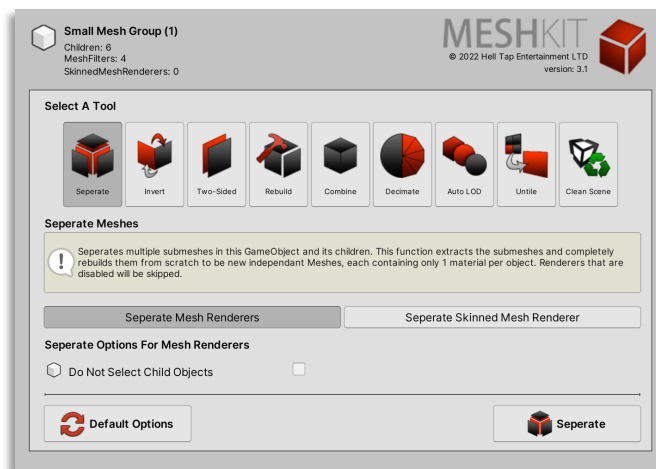 Small Mesh Group (1)
Children: 6
MeshFilters: 4
SkinnedMeshRenderers: 0
MESHKIT
© 2022 Hell Tap Entertainment LTD
version: 3.1
Select A Tool
Seperate
Invert
Two-Sided
Rebuild
Combine
Decimate
Auto LOD
Untile
Clean Scene
Seperate Meshes
Seperates multiple submeshes in this GameObject and its children. This function extracts the submeshes and completely
rebuilds them from scratch to be new independant Meshes, each containing only 1 material per object. Renderers that are
disabled will be skipped.
Seperate Mesh Renderers
Seperate Skinned Mesh Renderer
Seperate Options For Mesh Renderers
Do Not Select Child Objects
Default Options
Seperate